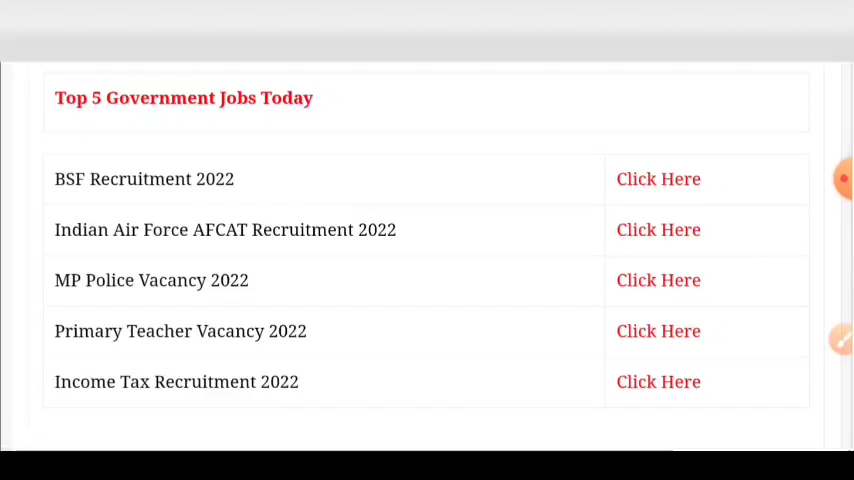 Top 5 Government Jobs Today
BSF Recruitment 2022 Click Here
Indian Air Force AFCAT Recruitment 2022 Click Here
MP Police Vacancy 2022 Click Here
Primary Teacher Vacancy 2022 Click Here
Income Tax Recruitment 2022 Click Here